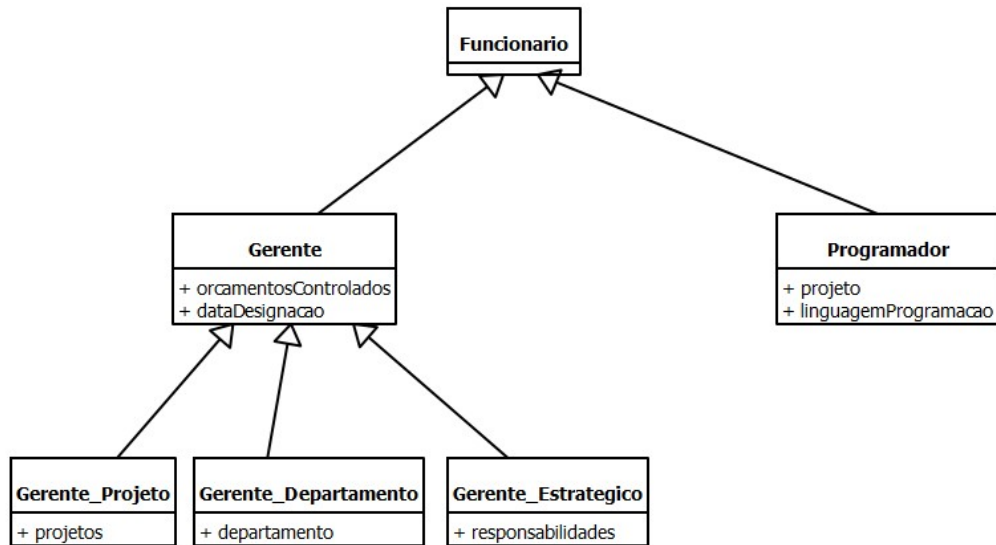 Funcionario
Gerente
+ orcamentosControlados
+ dataDesignacao
Programador
+ projeto
+ linguagemProgramacao
Gerente_Projeto
+ projetos
Gerente_Departamento
+ departamento
Gerente_Estrategico
+ responsabilidades